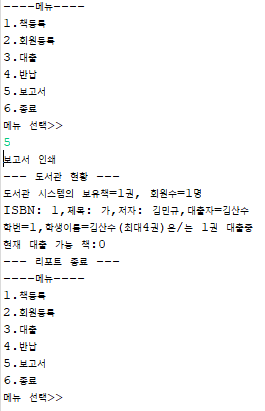 ----메뉴----
1.책등록
2.회원등록
3.대출
4.반납
5.보고서
6.종료
메뉴 선택>>
5
보고서 인쇄
--- 도서관 현황 ---
도서관 시스템의 보유책=1권, 회원수=1명
ISBN: 1,제목: 가,저자: 김민규,대출자=김산수
학번=1,학생이름=김산수(최대4권)은/는 1권 대출중
현재 대출 가능 책:0
--- 리포트 종료 ---
----메뉴----
1.책등록
2.회원등록
3.대출
4.반납
5.보고서
6.종료
메뉴 선택>>